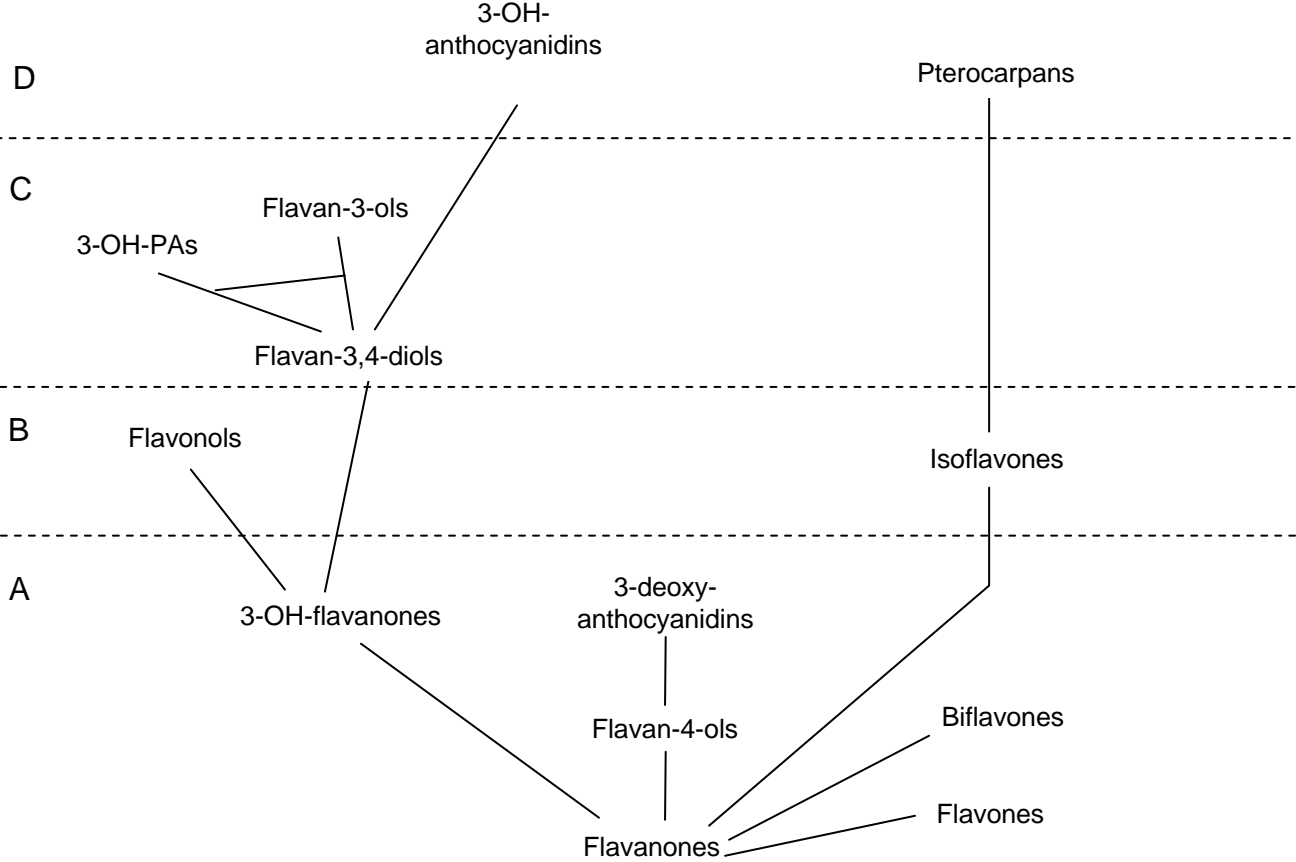 3-OH-
anthocyanidins
D
Pterocarpans
C
Flavan-3-ols
3-OH-PAs
Flavan-3,4-diols
B
Flavonols
Isoflavones
A
3-deoxy-
anthocyanidins
3-OH-flavanones
Flavan-4-ols
Biflavones
Flavones
Flavanones